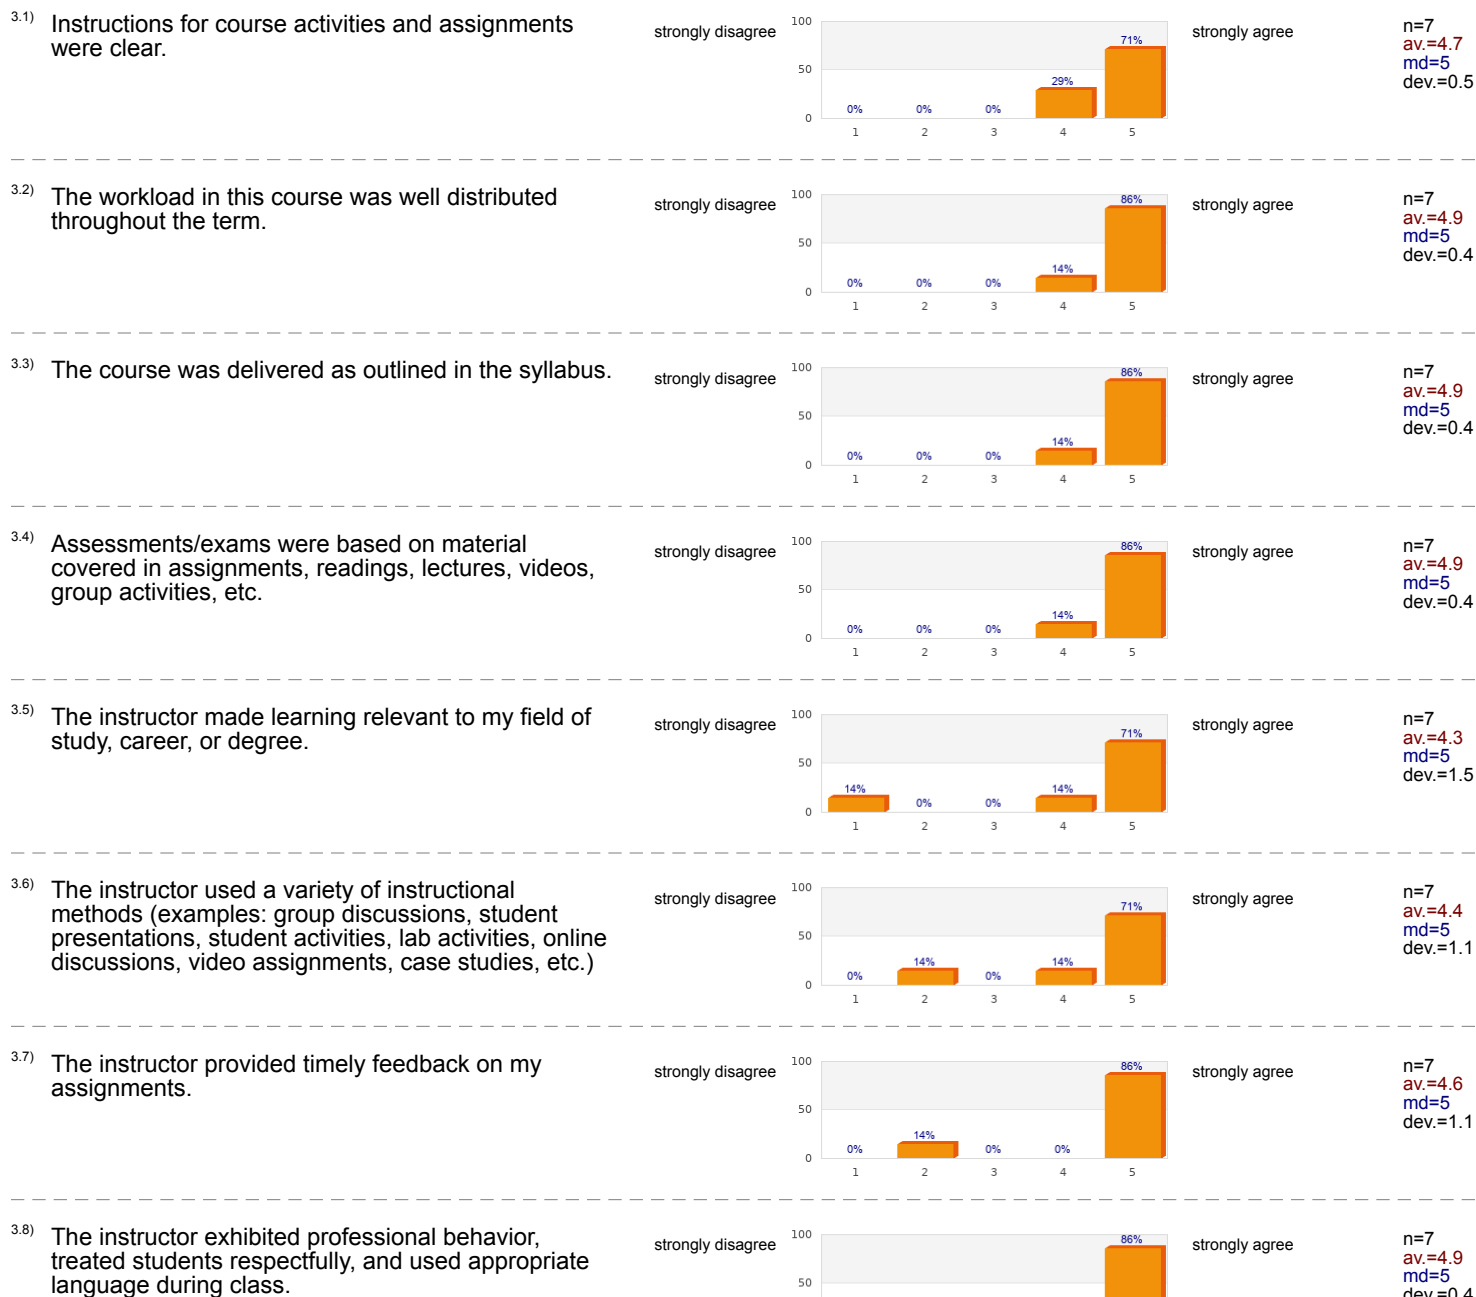 3.1) Instructions for course activities and assignments
were clear.
strongly disagree
100
50
0
0%
0%
0%
29%
71%
1 2 3 4 5
strongly agree
n=7
av.=4.7
md=5
dev.=0.5
3.2) The workload in this course was well distributed
throughout the term.
strongly disagree
100
50
0
0%
0%
0%
14%
86%
1 2 3 4 5
strongly agree
n=7
av.=4.9
md=5
dev.=0.4
3.3) The course was delivered as outlined in the syllabus.
strongly disagree
100
50
0
0%
0%
0%
14%
86%
1 2 3 4 5
strongly agree
n=7
av.=4.9
md=5
dev.=0.4
3.4) Assessments/exams were based on material
covered in assignments, readings, lectures, videos,
group activities, etc.
strongly disagree
100
50
0
0%
0%
0%
14%
86%
1 2 3 4 5
strongly agree
n=7
av.=4.9
md=5
dev.=0.4
3.5) The instructor made learning relevant to my field of
study, career, or degree.
strongly disagree
100
50
0
14%
0%
0%
14%
71%
1 2 3 4 5
strongly agree
n=7
av.=4.3
md=5
dev.=1.5
3.6) The instructor used a variety of instructional
methods (examples: group discussions, student
presentations, student activities, lab activities, online
discussions, video assignments, case studies, etc.)
strongly disagree
100
50
0
0%
14%
0%
14%
71%
1 2 3 4 5
strongly agree
n=7
av.=4.4
md=5
dev.=1.1
3.7) The instructor provided timely feedback on my
assignments.
strongly disagree
100
50
0
0%
14%
0%
0%
86%
1 2 3 4 5
strongly agree
n=7
av.=4.6
md=5
dev.=1.1
3.8) The instructor exhibited professional behavior,
treated students respectfully, and used appropriate
language during class.
strongly disagree
100
50
86%
strongly agree
n=7
av.=4.9
md=5
dev.=0.4